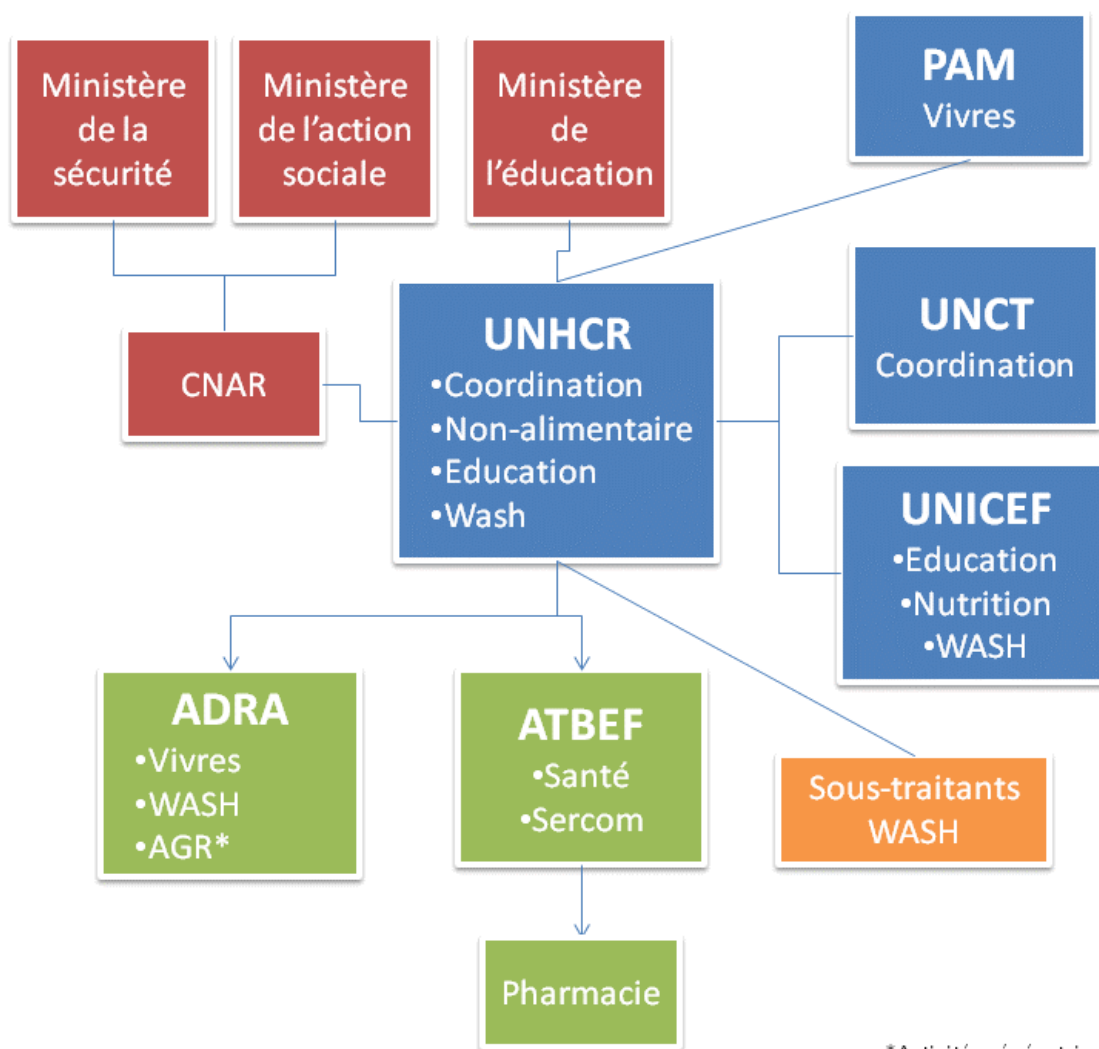 Ministère
de la
sécurité
Ministère
de l'action
sociale
Ministère
de
l'éducation
PAM
Vivres
CNAR
UNHCR
•Coordination
•Non-alimentaire
•Education
•Wash
UNCT
Coordination
UNICEF
•Education
•Nutrition
•WASH
ADRA
•Vivres
•WASH
•AGR*
ATBEF
•Santé
•Sercom
Sous-traitants
WASH
Pharmacie